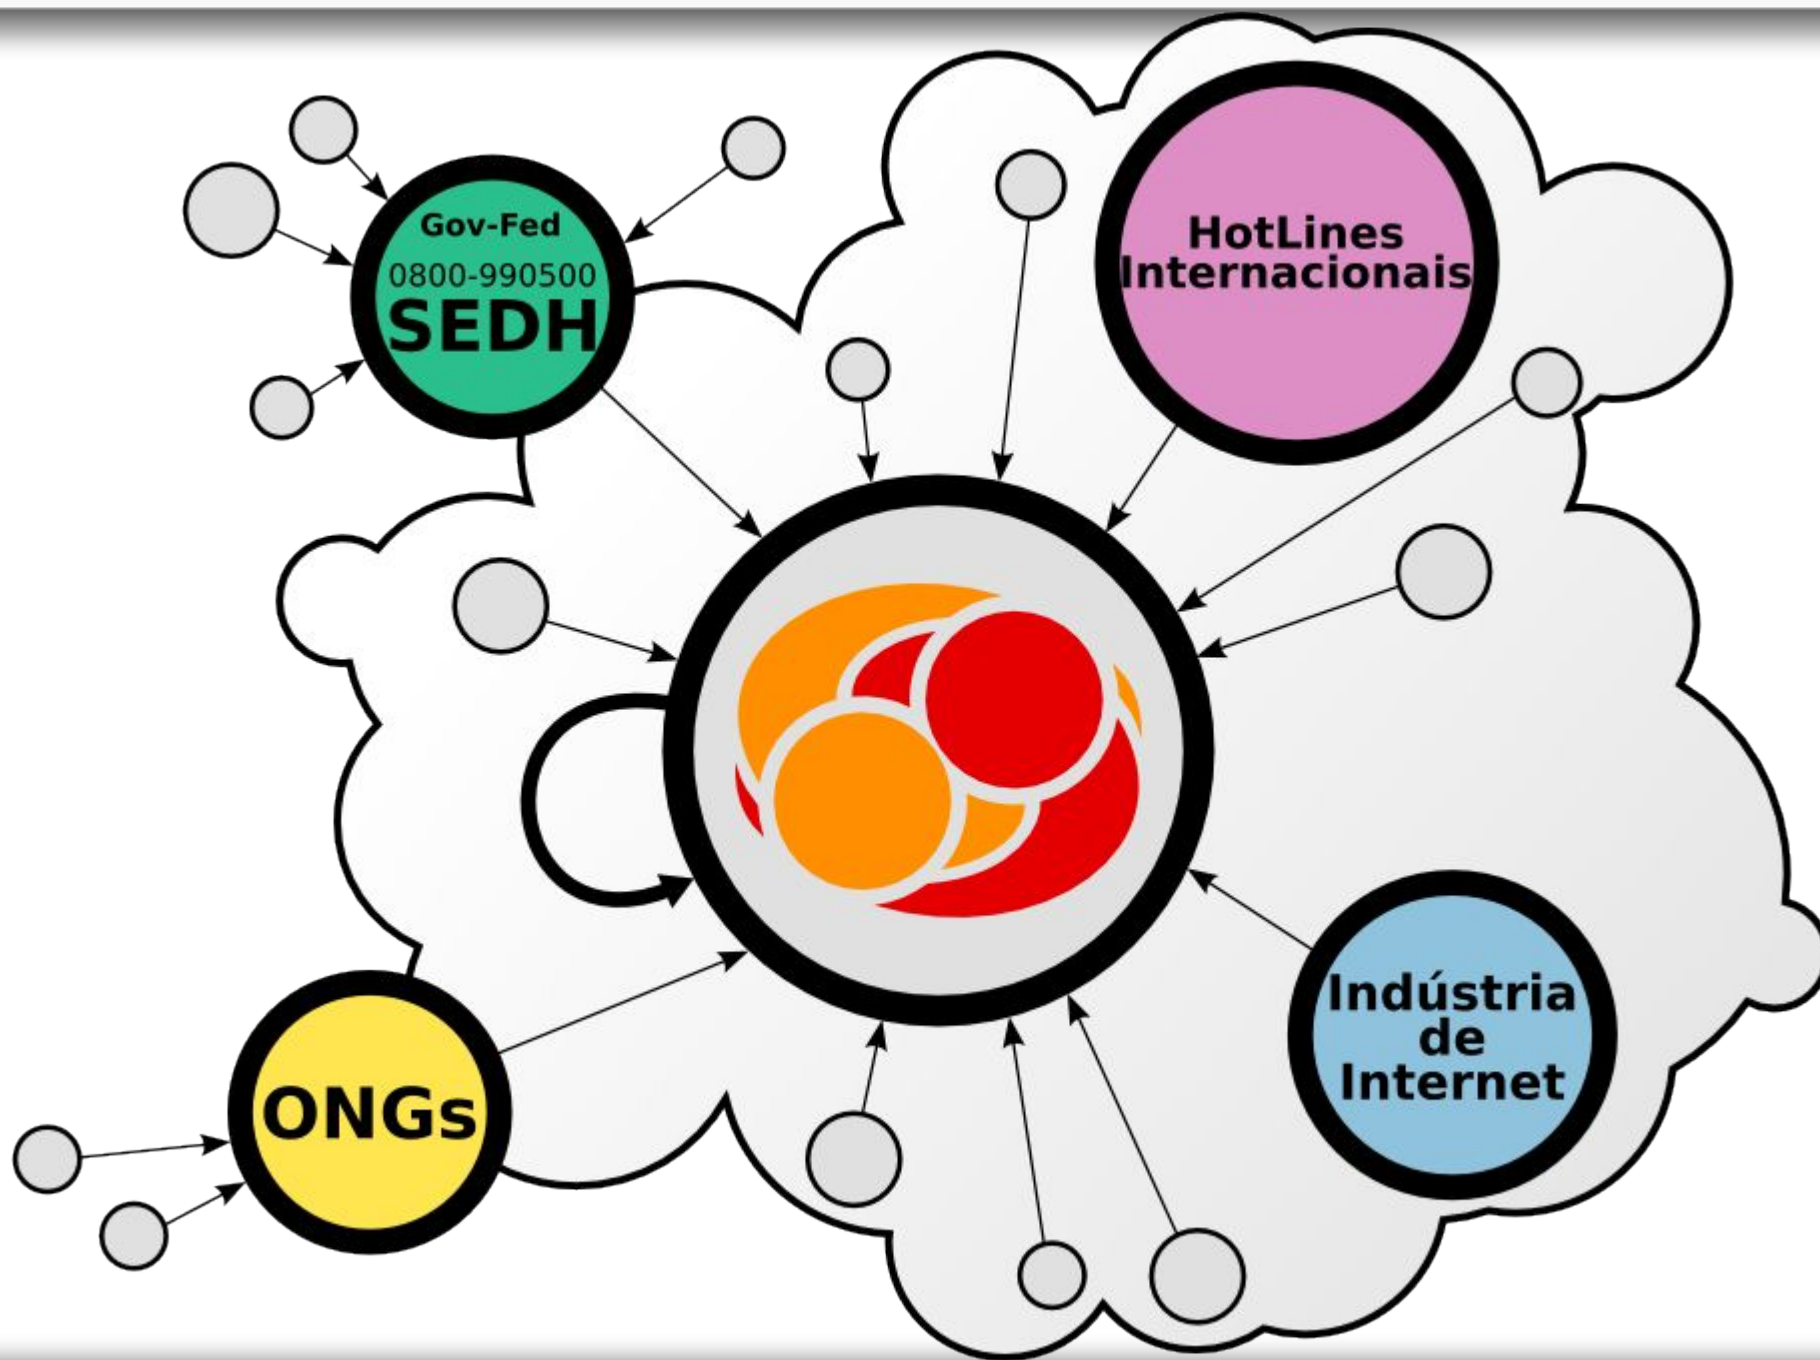 Gov-Fed
0800-990500
SEDH
HotLines
Internacionais
ONGs
Indústria
de
Internet